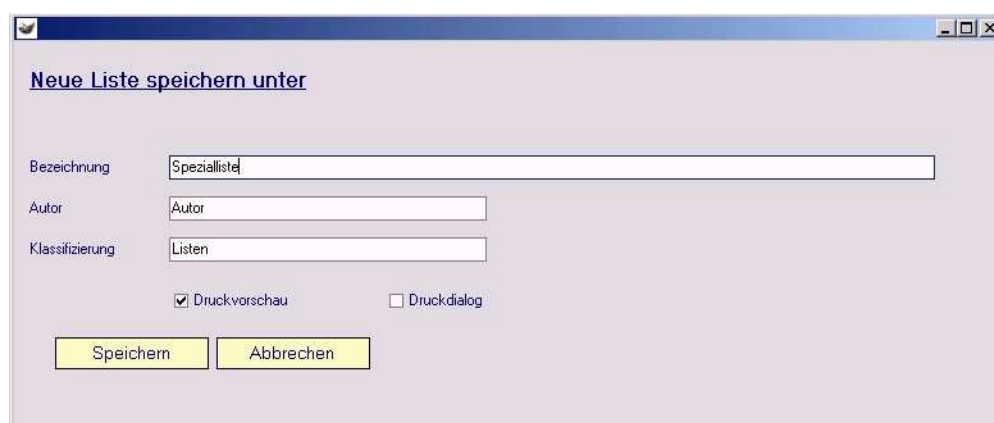 Neue Liste speichern unter
Bezeichnung Spezialliste
Autor Autor
Klassifizierung Listen
Druckvorschau Druckdialog
Speichern Abbrechen